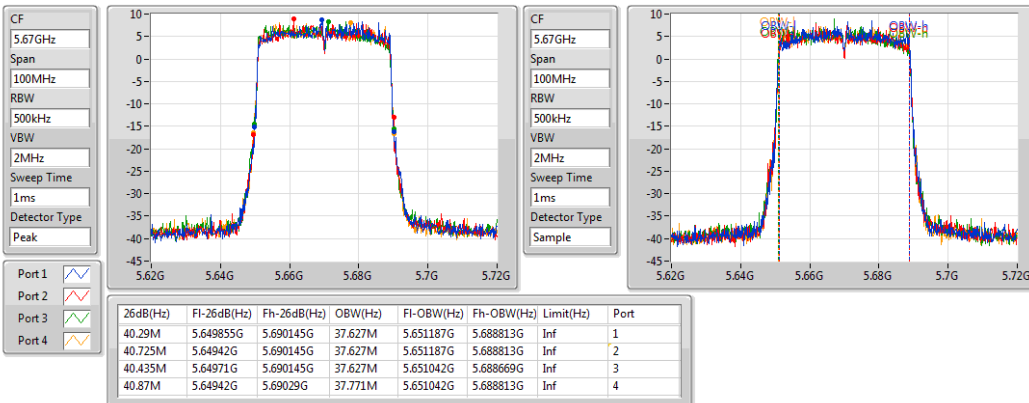 CF
5.67GHz
Span
100MHz
RBW
500kHz
VBW
2MHz
Sweep Time
1ms
Detector Type
Peak
10
5
0
-5
-10
-15
-20
-25
-30
-35
-40
-45
5.62G 5.64G 5.66G 5.68G 5.7G 5.72G
CF
5.67GHz
Span
100MHz
RBW
500kHz
VBW
2MHz
Sweep Time
1ms
Detector Type
Sample
10
5
0
-5
-10
-15
-20
-25
-30
-35
-40
-45
OBW-l OBW-h
5.62G 5.64G 5.66G 5.68G 5.7G 5.72G
Port 1
Port 2
Port 3
Port 4
26dB(Hz) Fl-26dB(Hz) Fh-26dB(Hz) OBW(Hz) Fl-OBW(Hz) Fh-OBW(Hz) Limit(Hz) Port
40.29M 5.649855G 5.690145G 37.627M 5.651187G 5.688813G Inf 1
40.725M 5.64942G 5.690145G 37.627M 5.651187G 5.688813G Inf 2
40.435M 5.64971G 5.690145G 37.627M 5.651042G 5.688669G Inf 3
40.87M 5.64942G 5.69029G 37.771M 5.651042G 5.688813G Inf 4